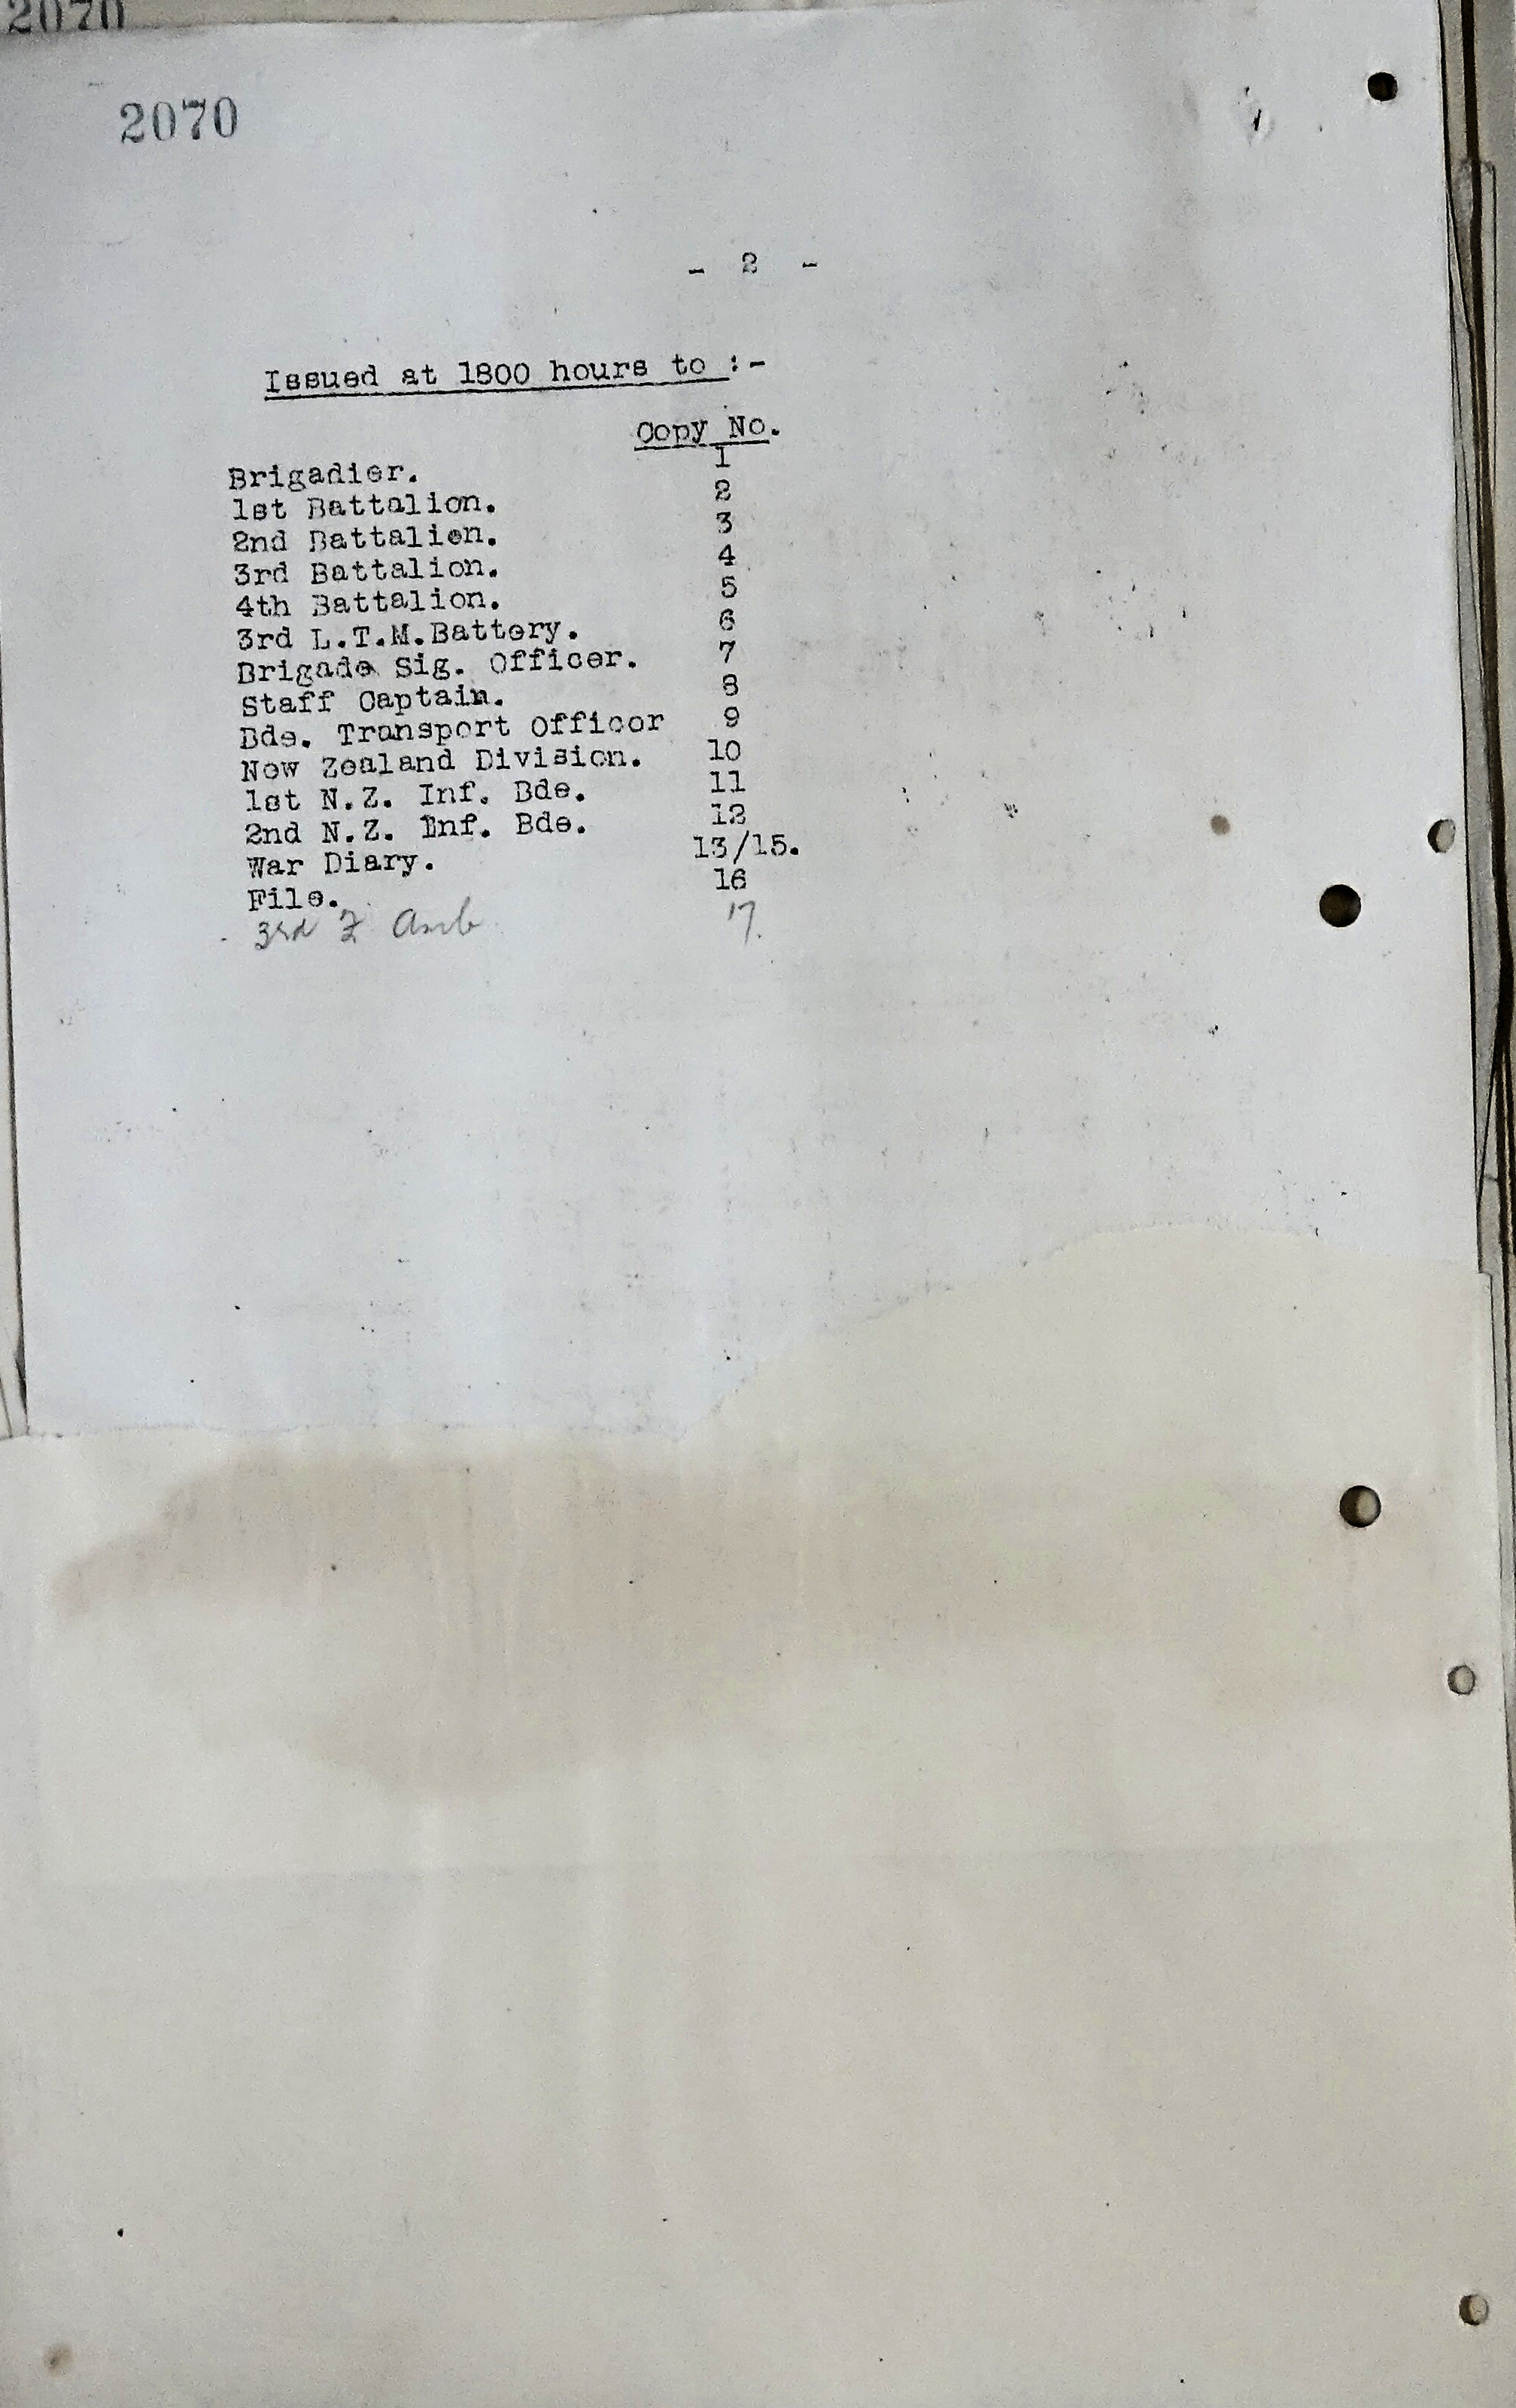 2070
2070
- 2 -
Issued at 1800 hours to :-
Copy No.
Brigadier. 1
1st Battalion. 2
2nd Battalion. 3
3rd Battalion. 4
4th Battalion. 5
3rd L.T.M.Battery. 6
Brigade Sig. Officer. 7
Staff Captain. 8
Bde. Transport Officer 9
New Zealand Division. 10
1st N.Z. Inf. Bde. 11
2nd N.Z. Inf. Bde. 12
War Diary. 13/15.
File. 16
3rd F Amb 17.